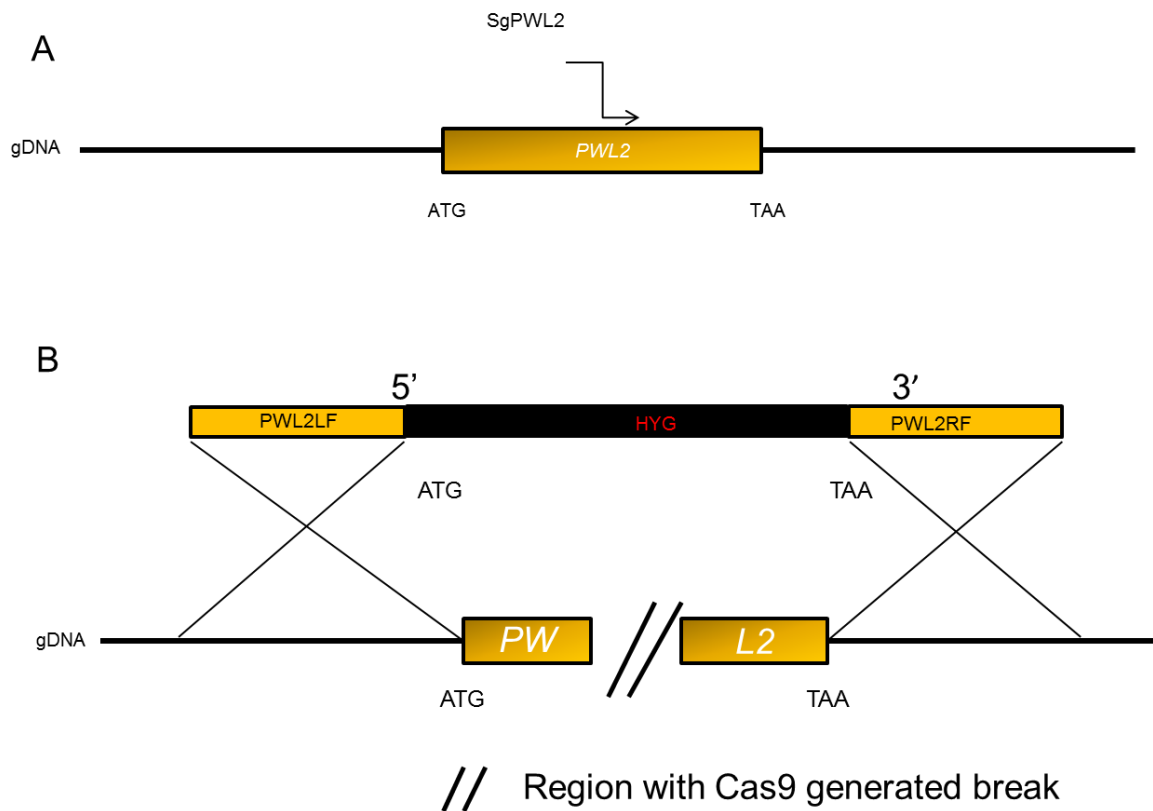 SgPWL2
A
gDNA
PWL2
ATG TAA
B
5’ 3’
PWL2LF HYG PWL2RF
ATG TAA
gDNA PW // L2
ATG TAA
// Region with Cas9 generated break